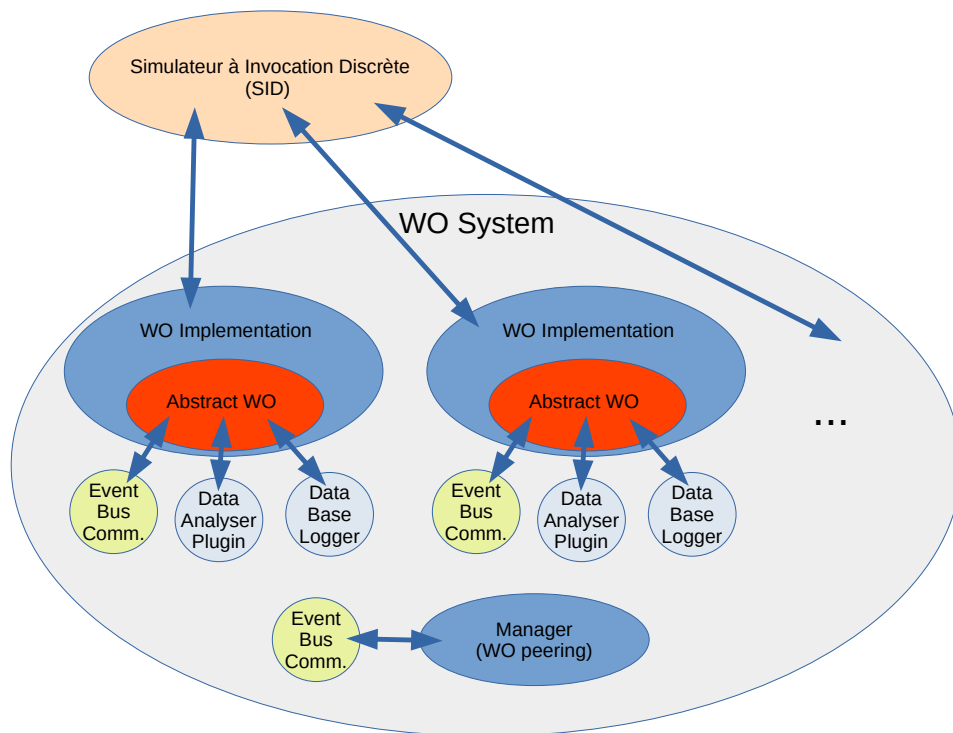 Simulateur à Invocation Discrète
(SID)
WO System
WO Implementation
Abstract WO
Event
Bus
Comm.
Data
Analyser
Plugin
Data
Base
Logger
WO Implementation
Abstract WO
Event
Bus
Comm.
Data
Analyser
Plugin
Data
Base
Logger
...
Event
Bus
Comm.
Manager
(WO peering)